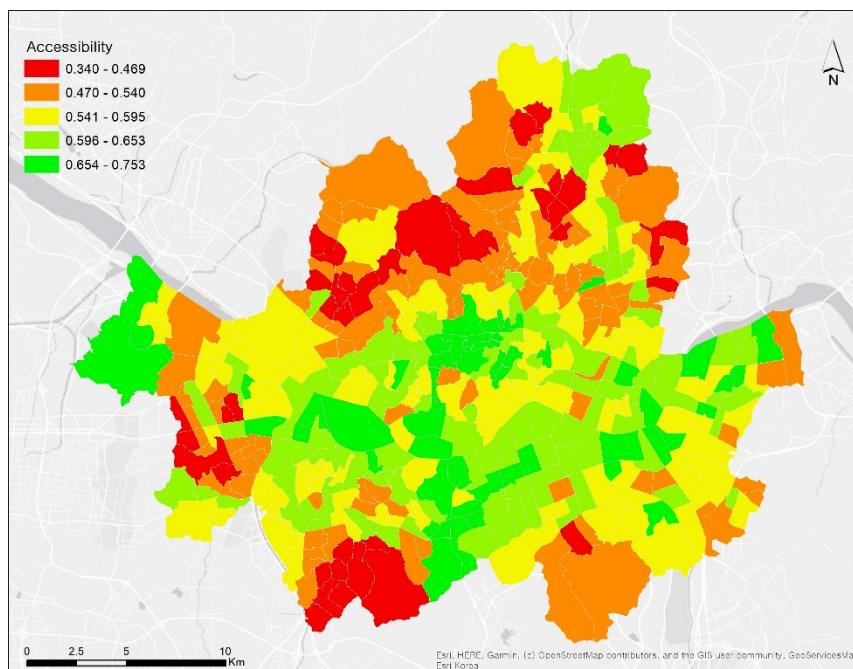 Accessibility
0.340 - 0.469
0.470 - 0.540
0.541 - 0.595
0.596 - 0.653
0.654 - 0.753
N
0 2.5 5 10
Km
Esri, HERE, Garmin, (c) OpenStreetMap contributors, and the GIS user community, GeoServicesMa
Esri Korea